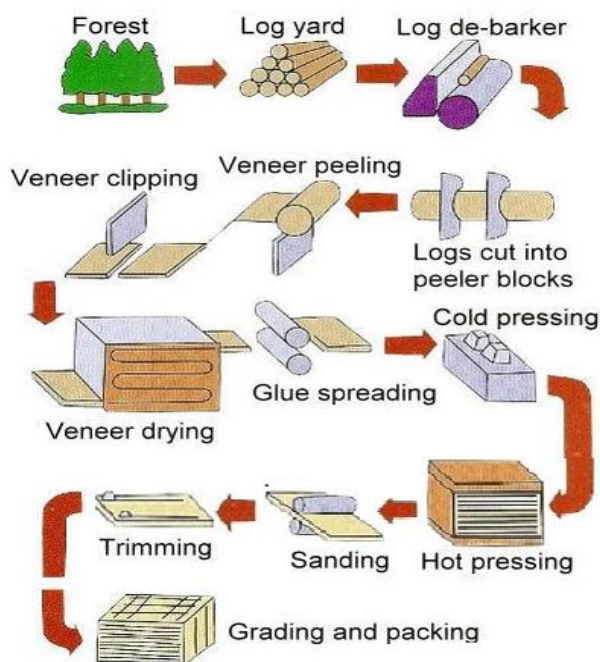 Forest
Log yard
Log de-barker
Veneer clipping
Veneer peeling
Logs cut into
peeler blocks
Veneer drying
Glue spreading
Cold pressing
Trimming
Sanding
Hot pressing
Grading and packing